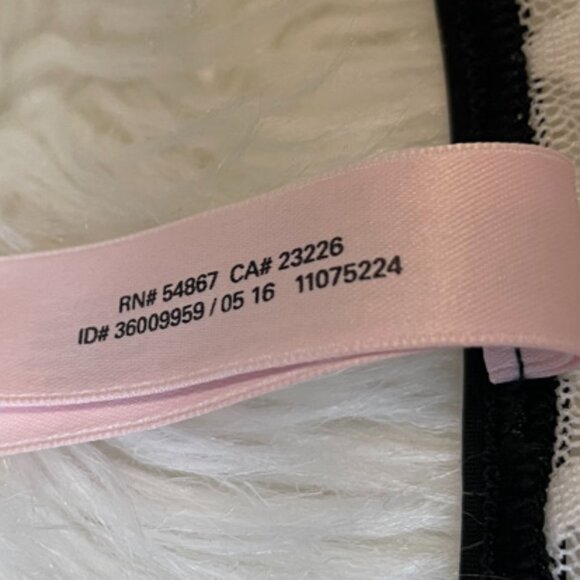 RN# 54867 CA# 23226
ID# 36009959 / 05 16 11075224